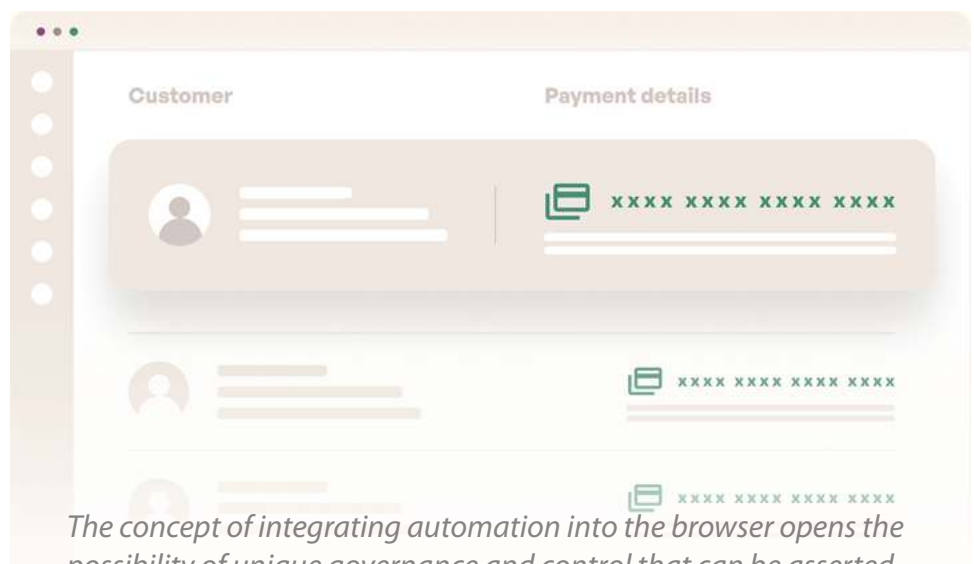 Customer
Payment details
xxxx xxxx xxxx xxxx
xxxx xxxx xxxx xxxx
xxxx xxxx xxxx xxxx
The concept of integrating automation into the browser opens the
possibility of unique governance and control that can be asserted